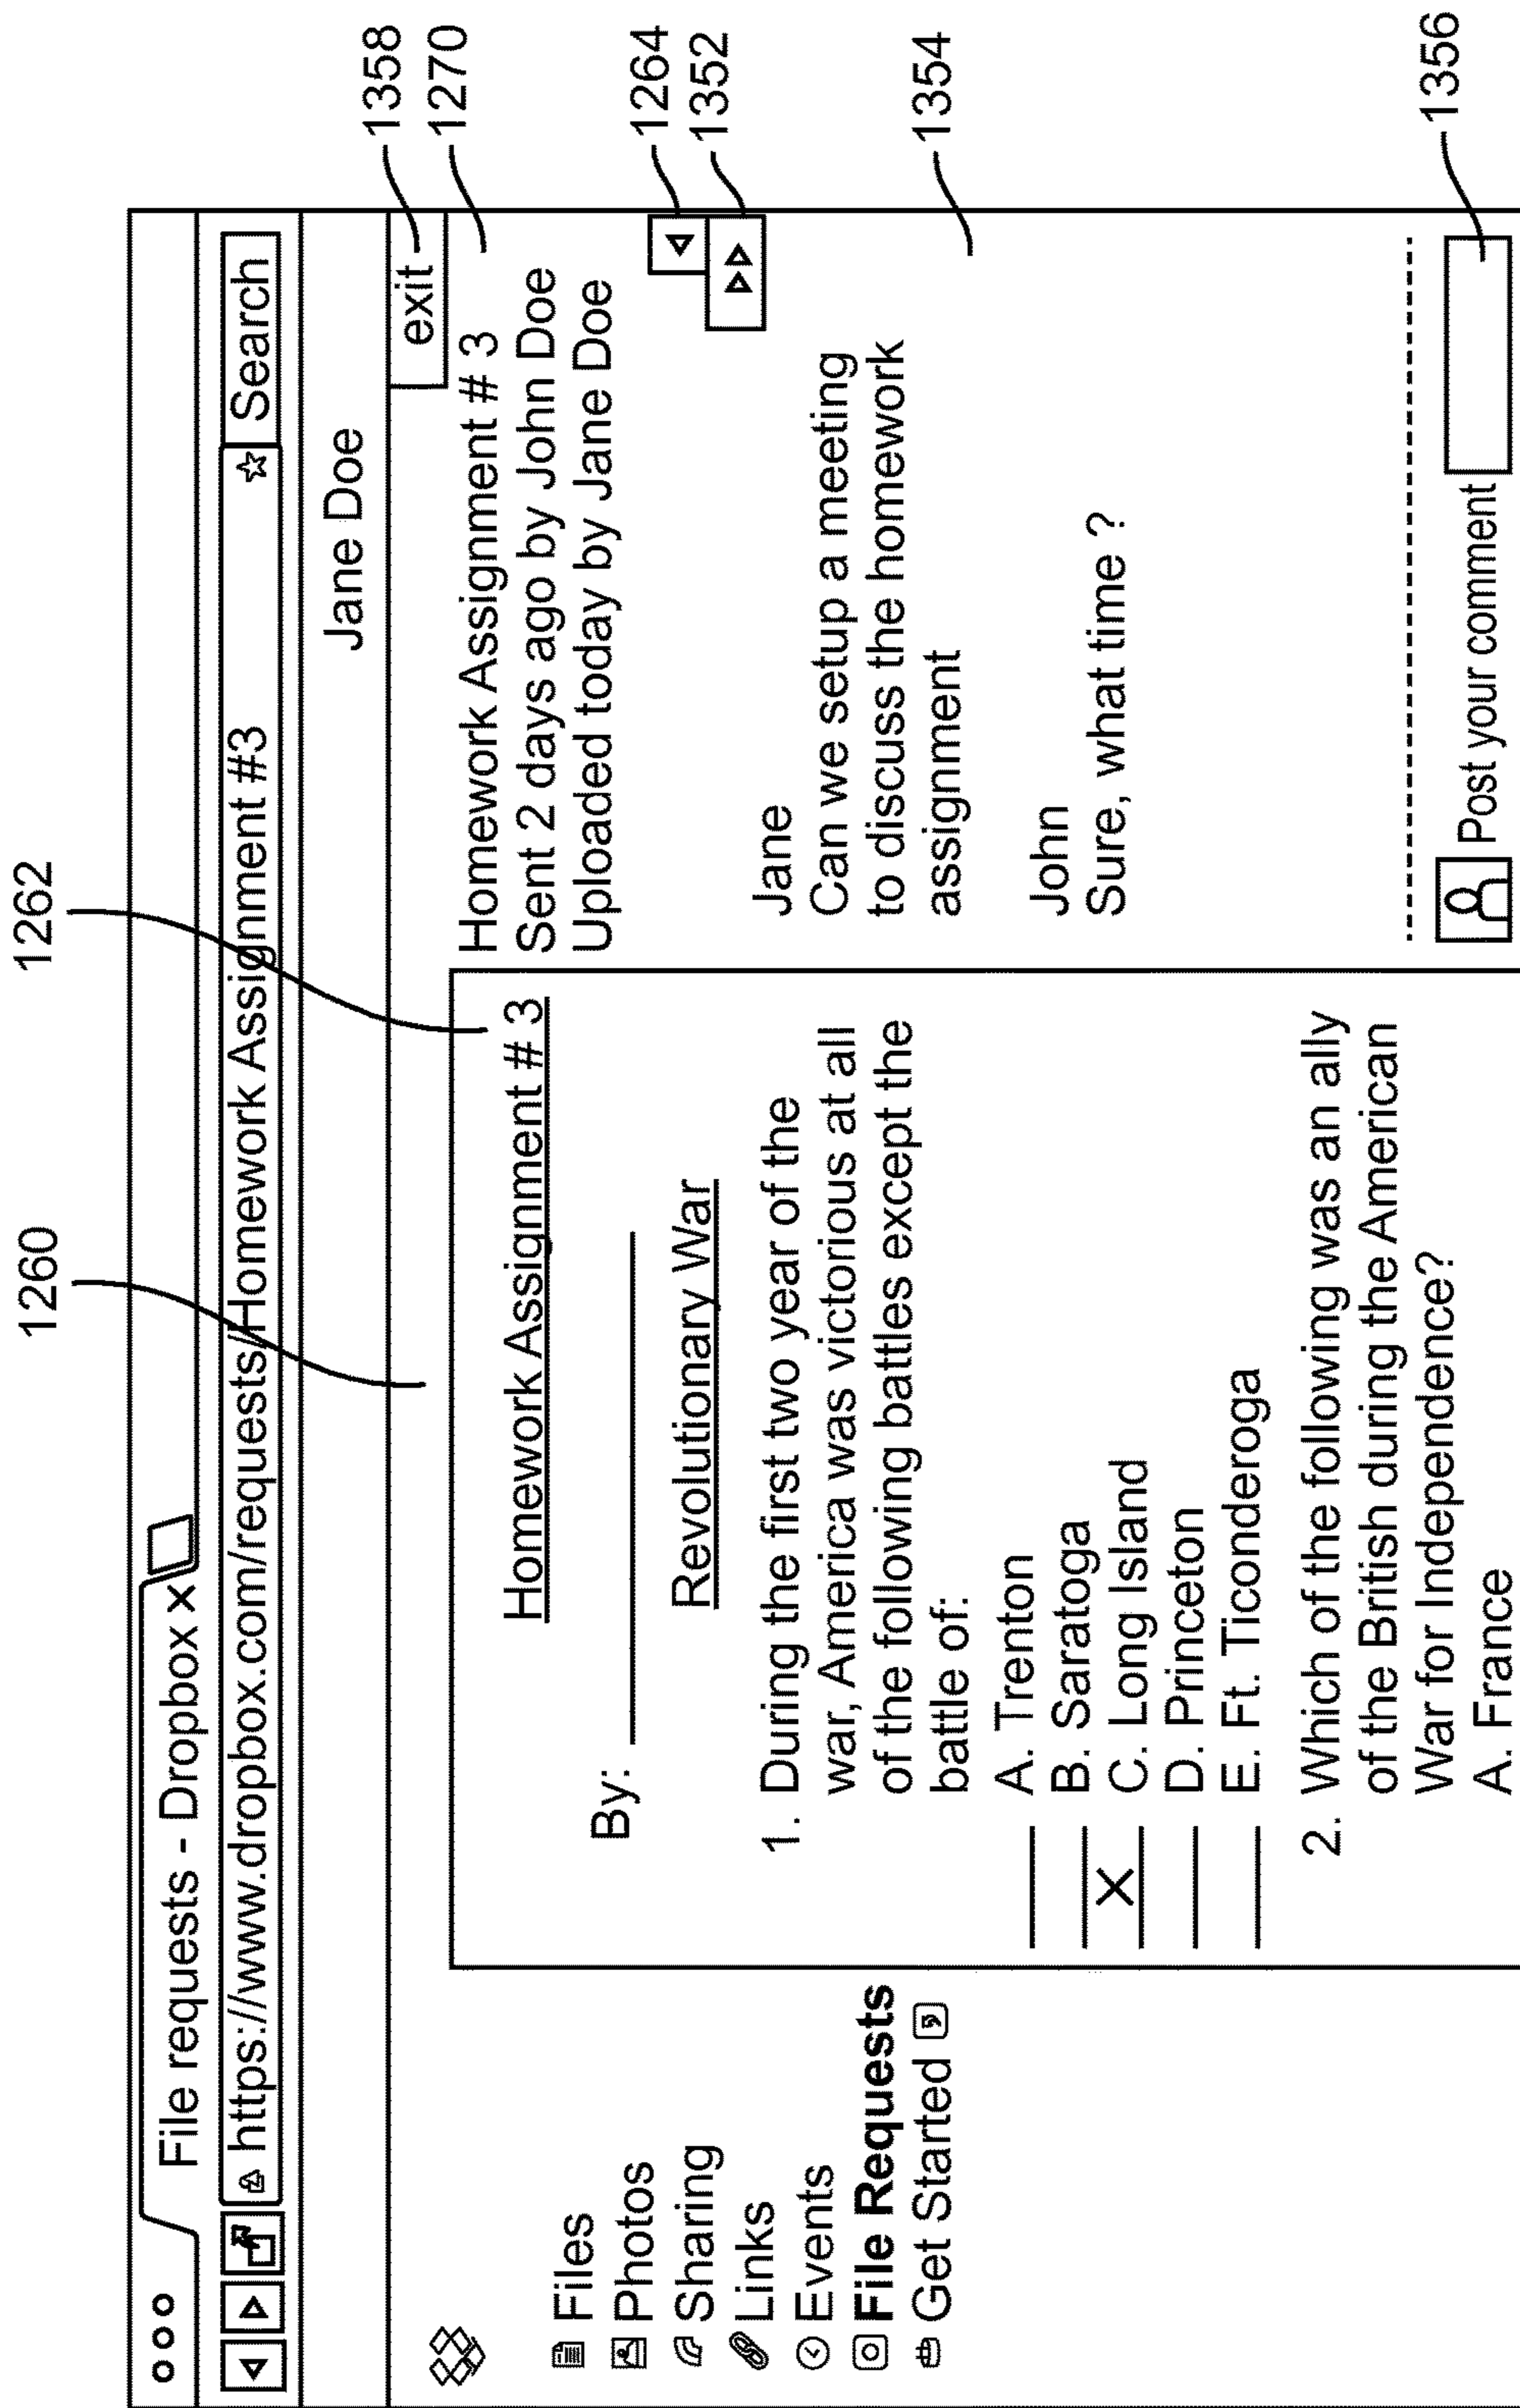 1260
1262
File requests - Dropbox ×
https://www.dropbox.com/requests/Homework Assignment #3
Search
Jane Doe
exit
1358
1270
Files
Photos
Sharing
Links
Events
File Requests
Get Started
Homework Assignment # 3
By:
Revolutionary War
1. During the first two year of the
war, America was victorious at all
of the following battles except the
battle of:
A. Trenton
B. Saratoga
X C. Long Island
D. Princeton
E. Ft. Ticonderoga
2. Which of the following was an ally
of the British during the American
War for Independence?
A. France
Homework Assignment # 3
Sent 2 days ago by John Doe
Uploaded today by Jane Doe
1264
1352
Jane
Can we setup a meeting
to discuss the homework
assignment
1354
John
Sure, what time ?
Post your comment
1356